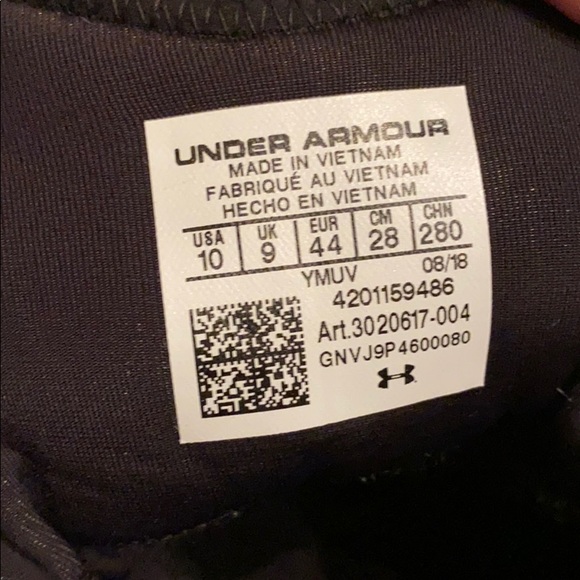 UNDER ARMOUR
MADE IN VIETNAM
FABRIQUÉ AU VIETNAM
HECHO EN VIETNAM
USA UK EUR CM CHN
10 9 44 28 280
YMUV 08/18
4201159486
Art.3020617-004
GNVJ9P4600080